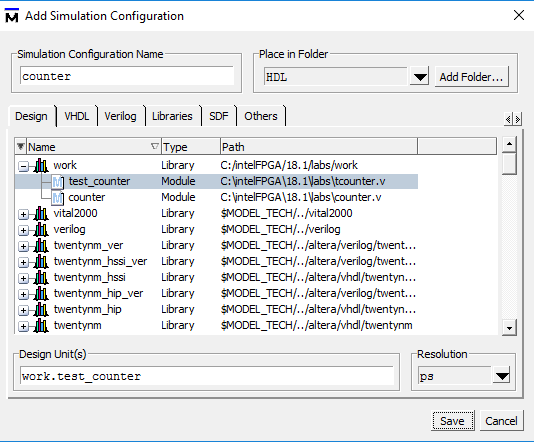 Add Simulation Configuration
Simulation Configuration Name
counter
Place in Folder
HDL
Add Folder...
Design VHDL Verilog Libraries SDF Others
Name Type Path
work Library C:/intelFPGA/18.1/labs/work
test_counter Module C:\intelFPGA\18.1\labs\tcounter.v
counter Module C:\intelFPGA\18.1\labs\counter.v
vital2000 Library $MODEL_TECH/../vital2000
verilog Library $MODEL_TECH/../verilog
twentynm_ver Library $MODEL_TECH/../altera/verilog/twent...
twentynm_hssi_ver Library $MODEL_TECH/../altera/verilog/twent...
twentynm_hssi Library $MODEL_TECH/../altera/vhdl/twentyn...
twentynm_hip_ver Library $MODEL_TECH/../altera/verilog/twent...
twentynm_hip Library $MODEL_TECH/../altera/vhdl/twentyn...
twentynm Library $MODEL_TECH/../altera/vhdl/twentynm
Design Unit(s)
work.test_counter
Resolution
ps
Save Cancel